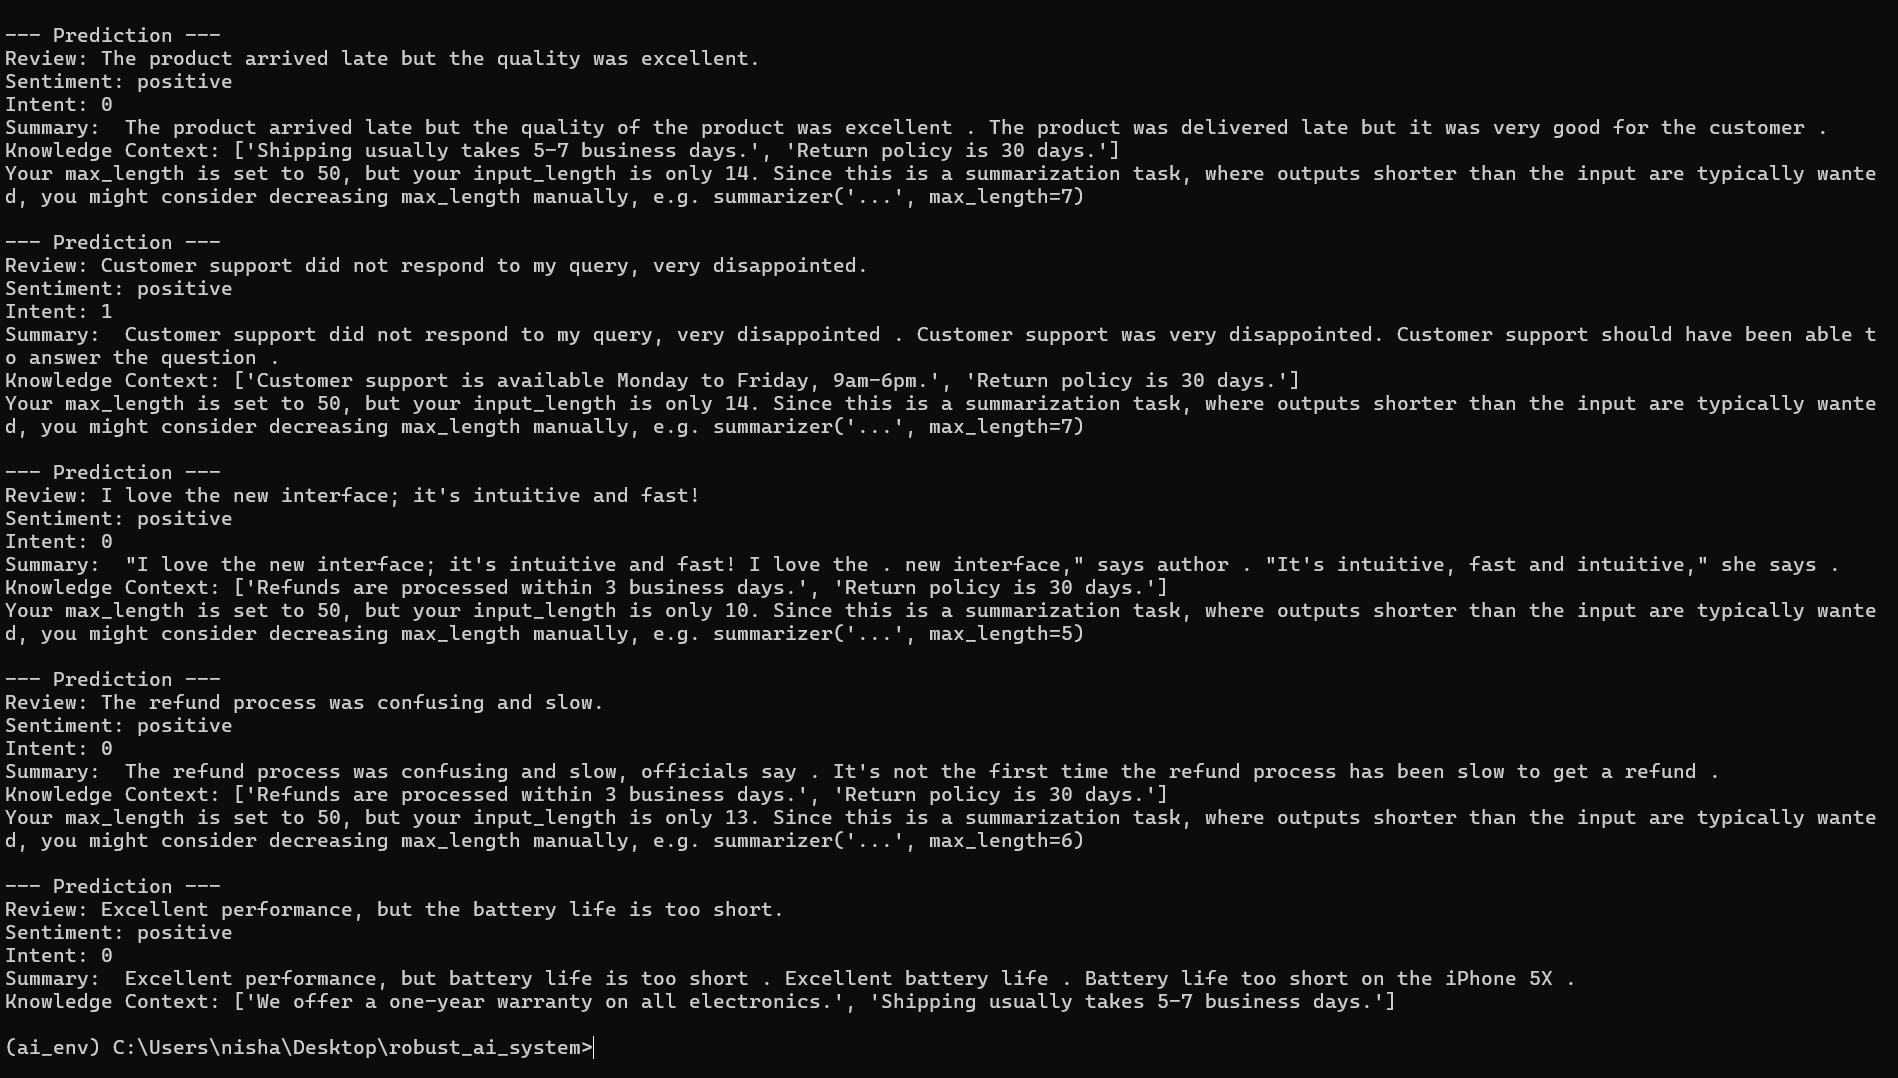 --- Prediction ---
Review: The product arrived late but the quality was excellent.
Sentiment: positive
Intent: 0
Summary:  The product arrived late but the quality of the product was excellent . The product was delivered late but it was very good for the customer .
Knowledge Context: ['Shipping usually takes 5-7 business days.', 'Return policy is 30 days.']
Your max_length is set to 50, but your input_length is only 14. Since this is a summarization task, where outputs shorter than the input are typically wante
d, you might consider decreasing max_length manually, e.g. summarizer('...', max_length=7)
--- Prediction ---
Review: Customer support did not respond to my query, very disappointed.
Sentiment: positive
Intent: 1
Summary:  Customer support did not respond to my query, very disappointed . Customer support was very disappointed. Customer support should have been able t
o answer the question .
Knowledge Context: ['Customer support is available Monday to Friday, 9am-6pm.', 'Return policy is 30 days.']
Your max_length is set to 50, but your input_length is only 14. Since this is a summarization task, where outputs shorter than the input are typically wante
d, you might consider decreasing max_length manually, e.g. summarizer('...', max_length=7)
--- Prediction ---
Review: I love the new interface; it's intuitive and fast!
Sentiment: positive
Intent: 0
Summary:  "I love the new interface; it's intuitive and fast! I love the . new interface," says author . "It's intuitive, fast and intuitive," she says .
Knowledge Context: ['Refunds are processed within 3 business days.', 'Return policy is 30 days.']
Your max_length is set to 50, but your input_length is only 10. Since this is a summarization task, where outputs shorter than the input are typically wante
d, you might consider decreasing max_length manually, e.g. summarizer('...', max_length=5)
--- Prediction ---
Review: The refund process was confusing and slow.
Sentiment: positive
Intent: 0
Summary:  The refund process was confusing and slow, officials say . It's not the first time the refund process has been slow to get a refund .
Knowledge Context: ['Refunds are processed within 3 business days.', 'Return policy is 30 days.']
Your max_length is set to 50, but your input_length is only 13. Since this is a summarization task, where outputs shorter than the input are typically wante
d, you might consider decreasing max_length manually, e.g. summarizer('...', max_length=6)
--- Prediction ---
Review: Excellent performance, but the battery life is too short.
Sentiment: positive
Intent: 0
Summary:  Excellent performance, but battery life is too short . Excellent battery life . Battery life too short on the iPhone 5X .
Knowledge Context: ['We offer a one-year warranty on all electronics.', 'Shipping usually takes 5-7 business days.']
(ai_env) C:\Users\nisha\Desktop\robust_ai_system>